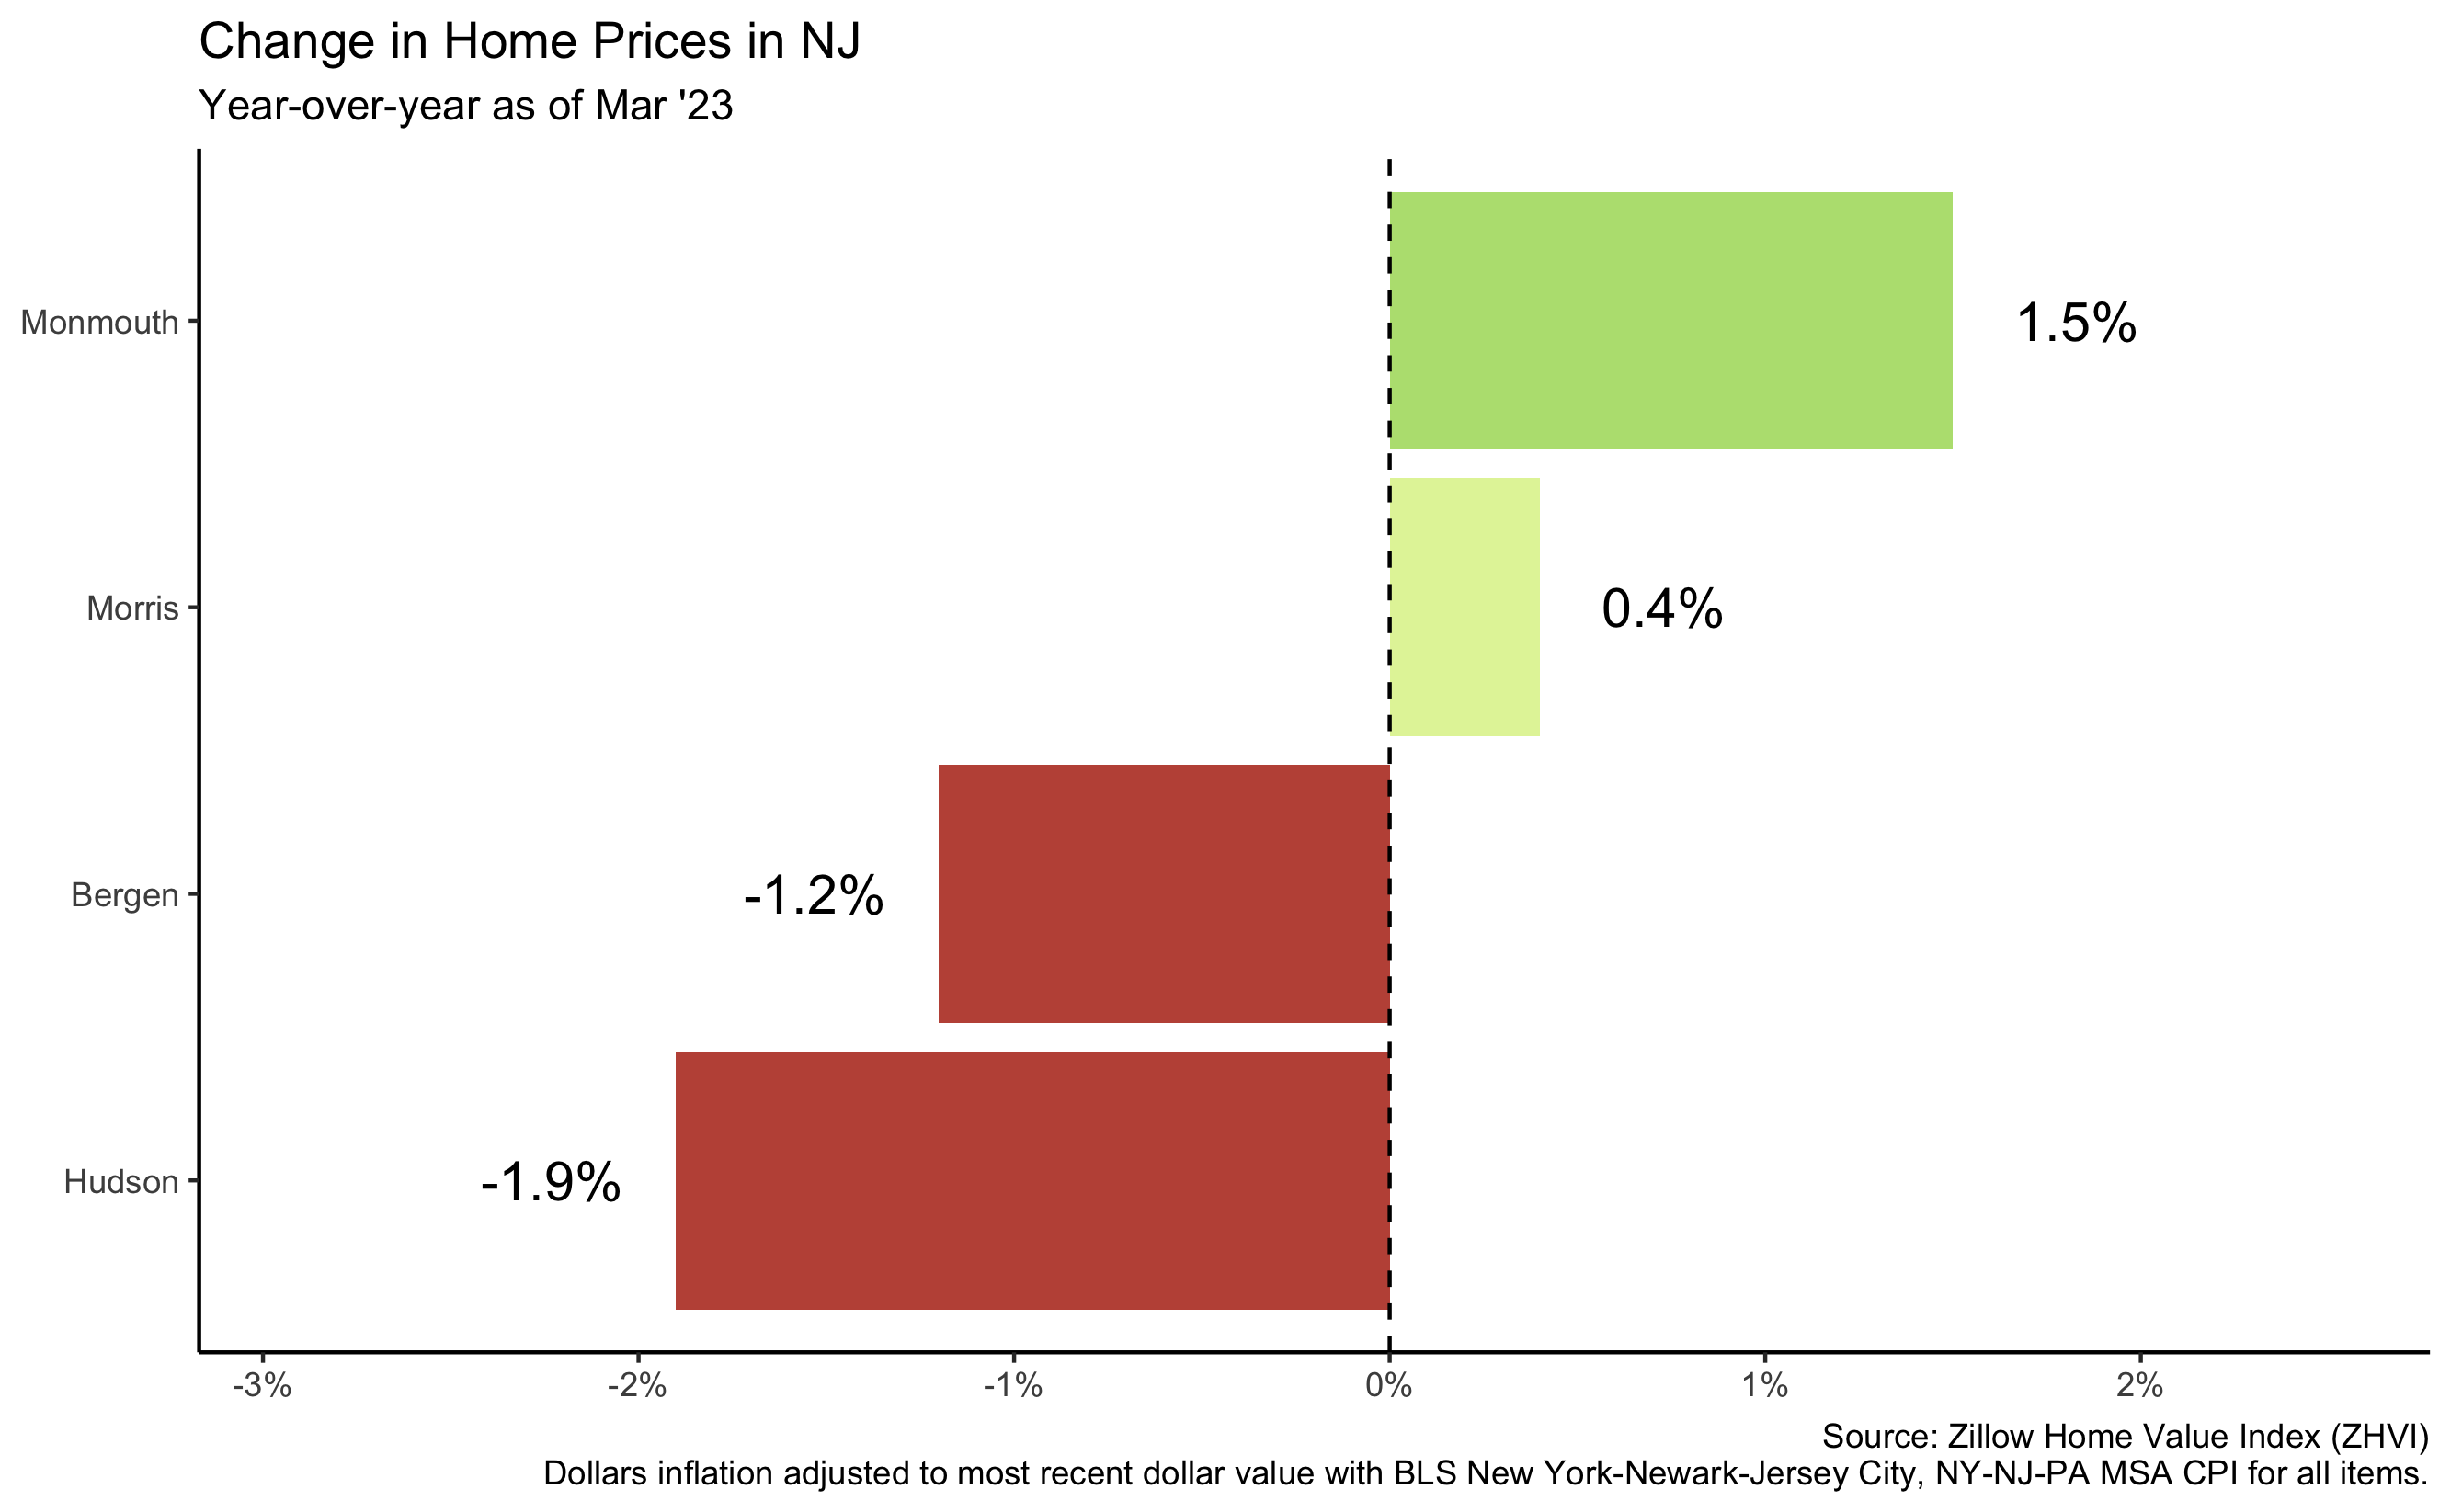 Change in Home Prices in NJ
Year-over-year as of Mar '23
Monmouth
1.5%
Morris
0.4%
Bergen
-1.2%
Hudson
-1.9%
-3%
-2%
-1%
0%
1%
2%
Source: Zillow Home Value Index (ZHVI)
Dollars inflation adjusted to most recent dollar value with BLS New York-Newark-Jersey City, NY-NJ-PA MSA CPI for all items.